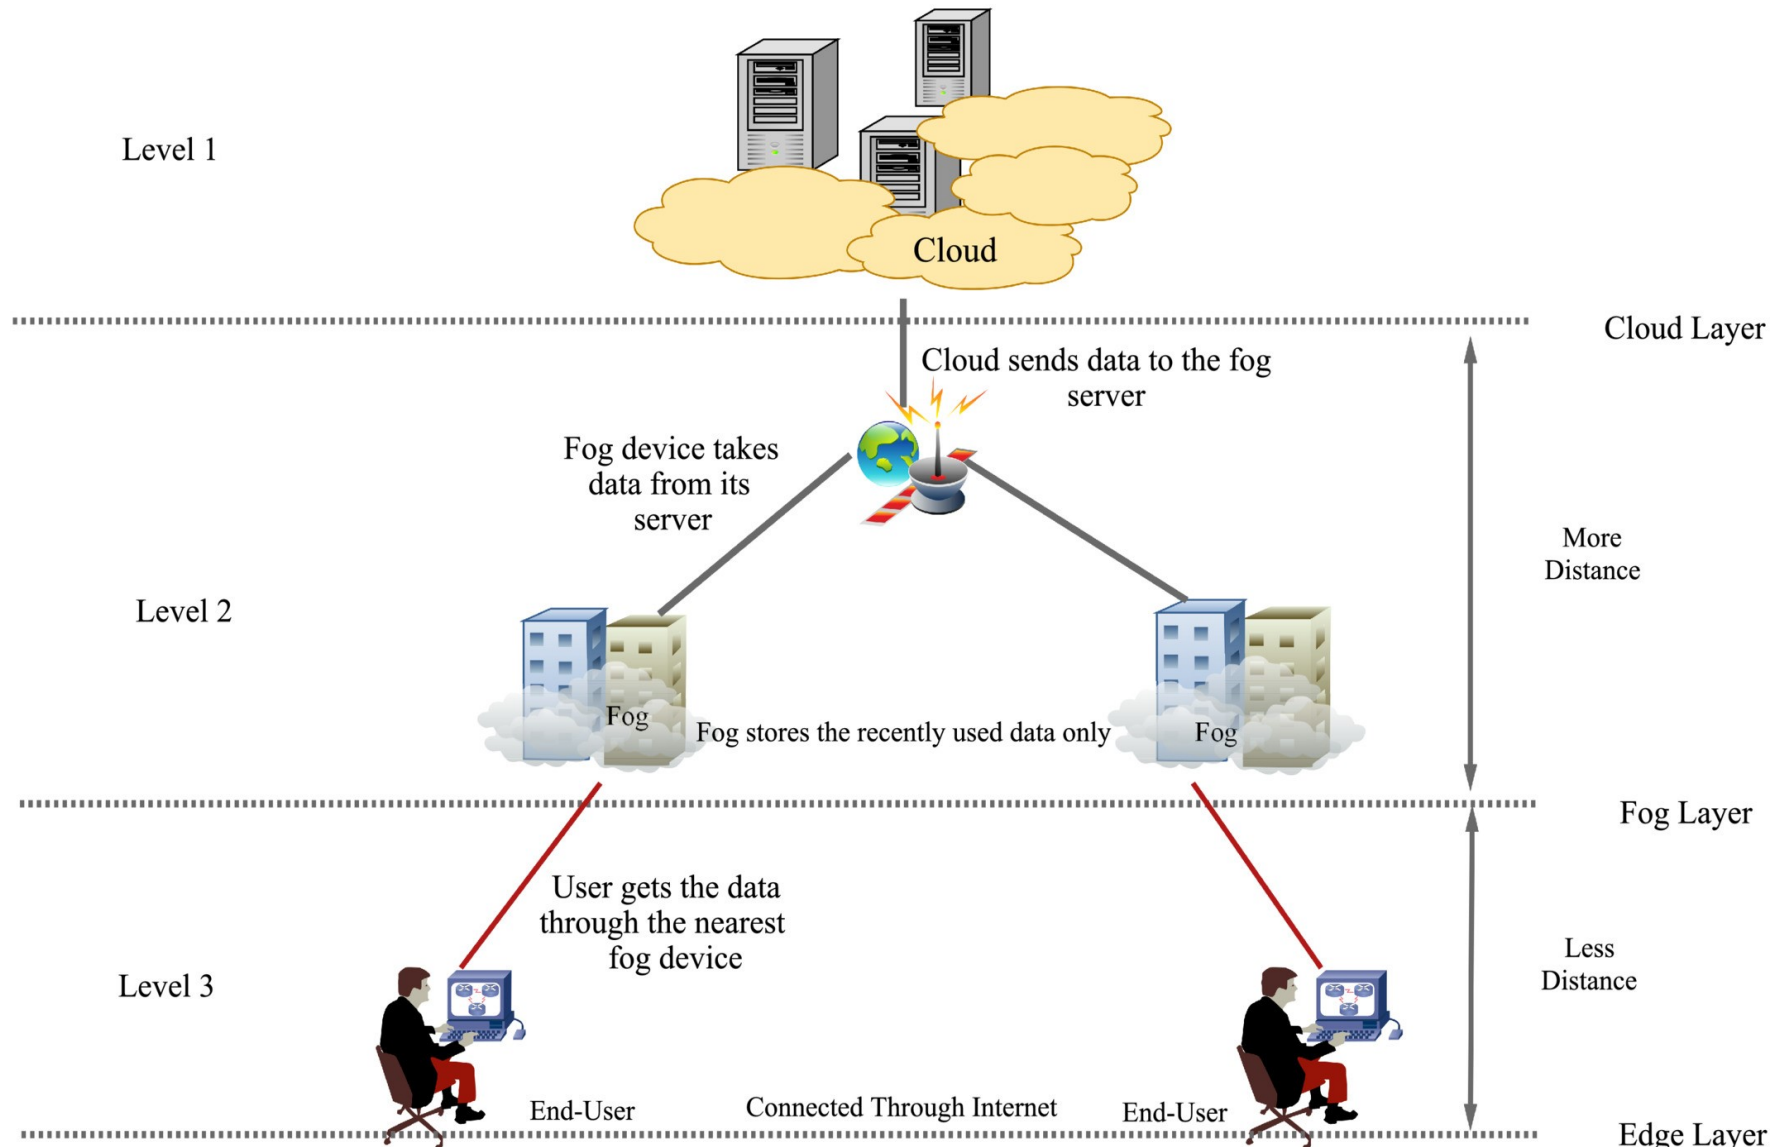 Level 1
Cloud
Cloud Layer
Cloud sends data to the fog
server
Fog device takes
data from its
server
More
Distance
Level 2
Fog
Fog stores the recently used data only
Fog
Fog Layer
User gets the data
through the nearest
fog device
Less
Distance
Level 3
End-User
Connected Through Internet
End-User
Edge Layer